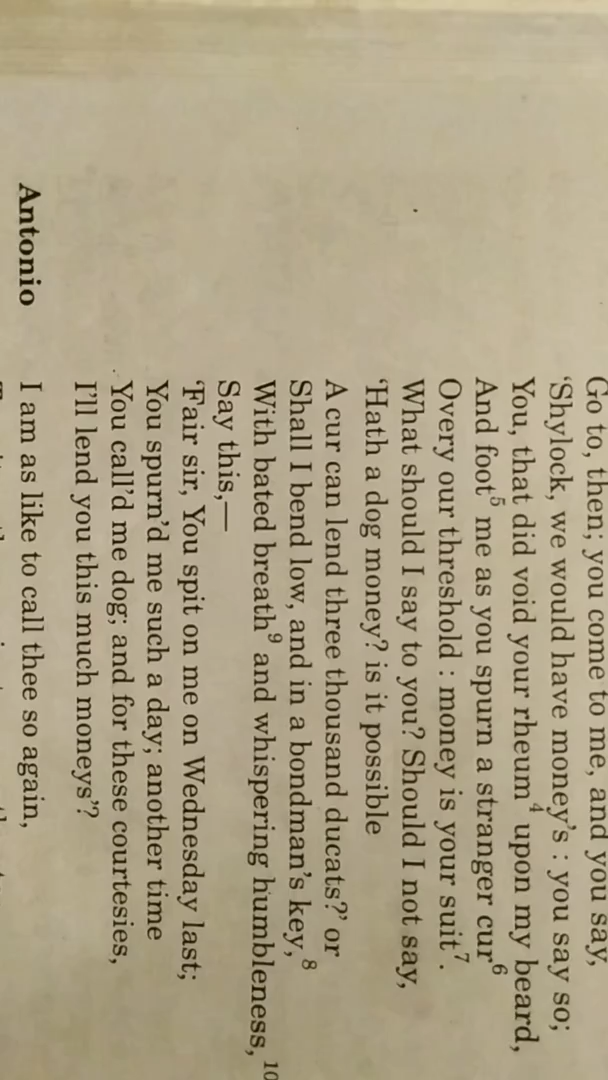 Go to, then; you come to me, and you say,
'Shylock, we would have money's : you say so;
You, that did void your rheum⁴ upon my beard,
And foot⁵ me as you spurn a stranger cur⁶
Overy our threshold : money is your suit⁷.
What should I say to you? Should I not say,
'Hath a dog money? is it possible
A cur can lend three thousand ducats?' or
Shall I bend low, and in a bondman's key,⁸
With bated breath⁹ and whispering humbleness,¹⁰
Say this,—
'Fair sir, You spit on me on Wednesday last;
You spurn'd me such a day; another time
You call'd me dog; and for these courtesies,
I'll lend you this much moneys'?
Antonio I am as like to call thee so again,